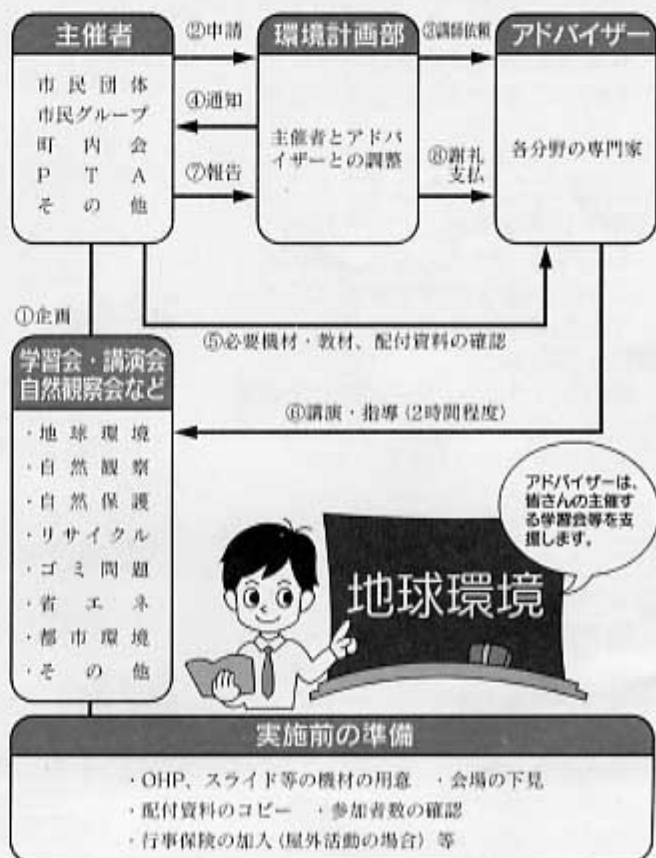 主催者
市民団体
市民グループ
町内会
PTA
その他
②申請
④通知
⑦報告
環境計画部
主催者とアドバ
イザーとの調整
③講師依頼
⑧謝礼
支払
アドバイザー
各分野の専門家
①企画
⑤必要機材・教材、配付資料の確認
⑥講演・指導(2時間程度)
学習会・講演会
自然観察会など
・地球環境
・自然観察
・自然保護
・リサイクル
・ゴミ問題
・省エネ
・都市環境
・その他
アドバイザーは、
皆さんの主催す
る学習会等を支
援します。
地球環境
実施前の準備
・OHP、スライド等の機材の用意 ・会場の下見
・配付資料のコピー ・参加者数の確認
・行事保険の加入(屋外活動の場合)等